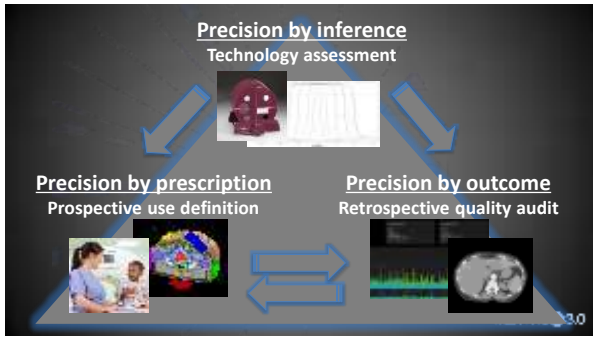 Precision by inference
Technology assessment
Precision by prescription
Prospective use definition
Precision by outcome
Retrospective quality audit